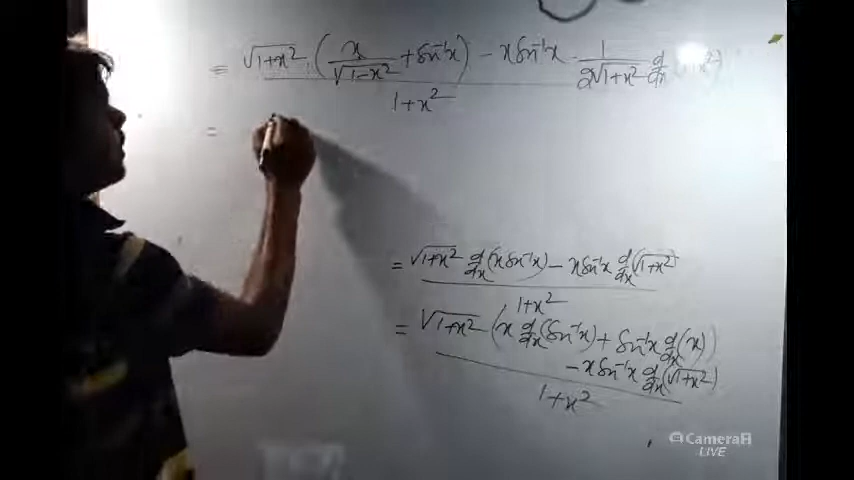 = √1+x² (x/√1-x² + Sin⁻¹x) - x Sin⁻¹x · 1/2√1+x² d/dx
1+x²
=
= √1+x² d/dx (x Sin⁻¹x) - x Sin⁻¹x d/dx (√1+x²)
1+x²
= √1+x² (x d/dx (Sin⁻¹x) + Sin⁻¹x d/dx (x))
- x Sin⁻¹x d/dx (√1+x²)
1+x²
CameraFi
LIVE